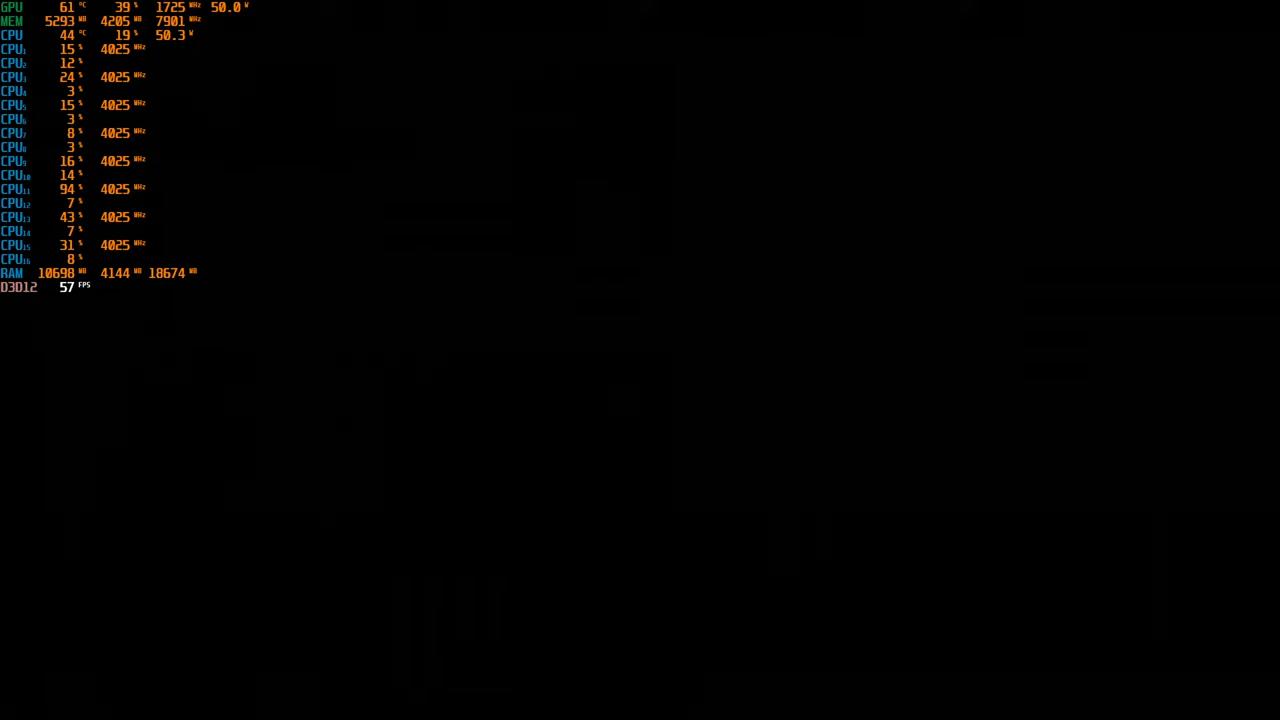 GPU 61 °C 39 % 1725 MHz 50.0 W
MEM 5293 MB 4205 MB 7901 MHz
CPU 44 °C 19 % 50.3 W
CPU1 15 % 4025 MHz
CPU2 12 %
CPU3 24 % 4025 MHz
CPU4 3 %
CPU5 15 % 4025 MHz
CPU6 3 %
CPU7 8 % 4025 MHz
CPU8 3 %
CPU9 16 % 4025 MHz
CPU10 14 %
CPU11 94 % 4025 MHz
CPU12 7 %
CPU13 43 % 4025 MHz
CPU14 7 %
CPU15 31 % 4025 MHz
CPU16 8 %
RAM 10698 MB 4144 MB 18674 MB
D3D12 57 FPS